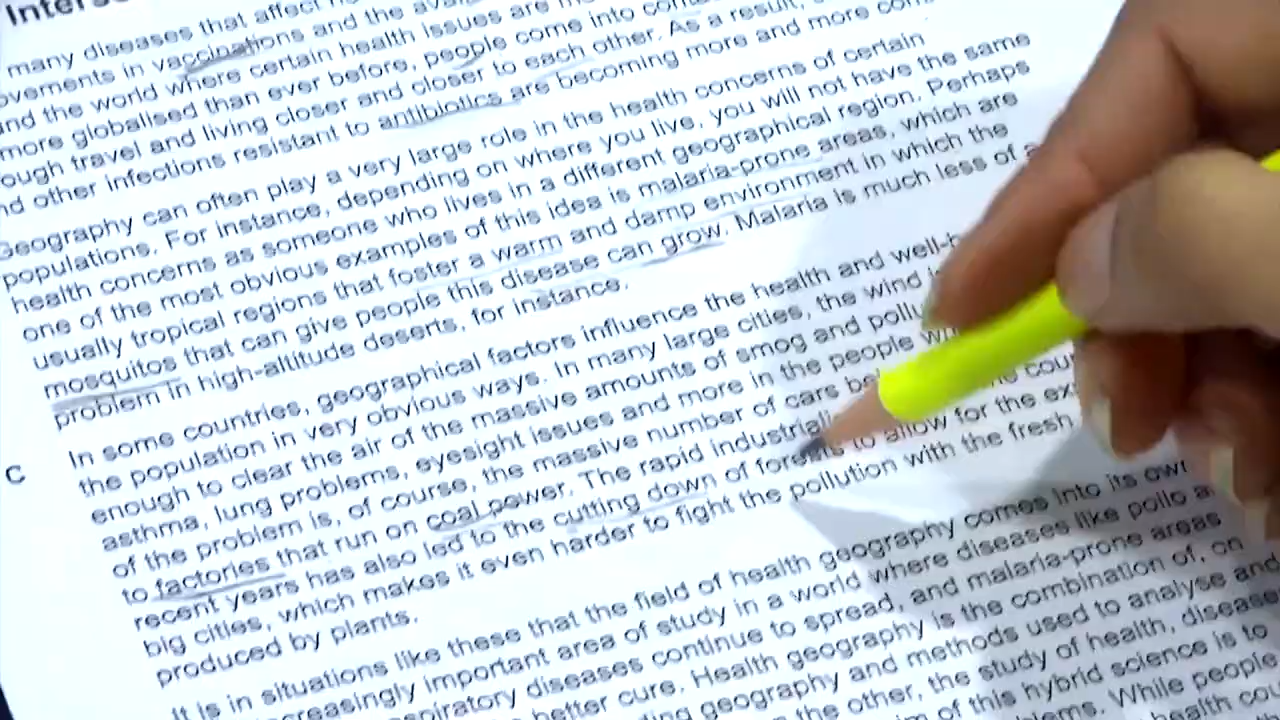 many diseases that affect
ements in vaccinations and the
and the world where certain health issues are
more globalised than ever before, people come into
ough travel and living closer and closer to each other. As a result,
nd other infections resistant to antibiotics are becoming more and more
Geography can often play a very large role in the health concerns of certain
populations. For instance, depending on where you live, you will not have the same
health concerns as someone who lives in a different geographical region. Perhaps
one of the most obvious examples of this idea is malaria-prone areas, which are
usually tropical regions that foster a warm and damp environment in which the
mosquitos that can give people this disease can grow. Malaria is much less of a
problem in high-altitude deserts, for instance.
C
In some countries, geographical factors influence the health and well-b
the population in very obvious ways. In many large cities, the wind
enough to clear the air of the massive amounts of smog and pollu
asthma, lung problems, eyesight issues and more in the people
of the problem is, of course, the massive number of cars
to factories that run on coal power. The rapid
recent years has also led to the cutting down of to allow for the
big cities, which makes it even harder to fight the pollution with the fresh
produced by plants.
It is in situations like these that the field of health geography comes into its own
creasingly important area of study in a world where diseases like polio
spiratory diseases continue to spread, and malaria-prone areas
better cure. Health geography is the combination of, on
geography and methods used to analyse and
the other, the study of health, disease
of this hybrid science is to
While people